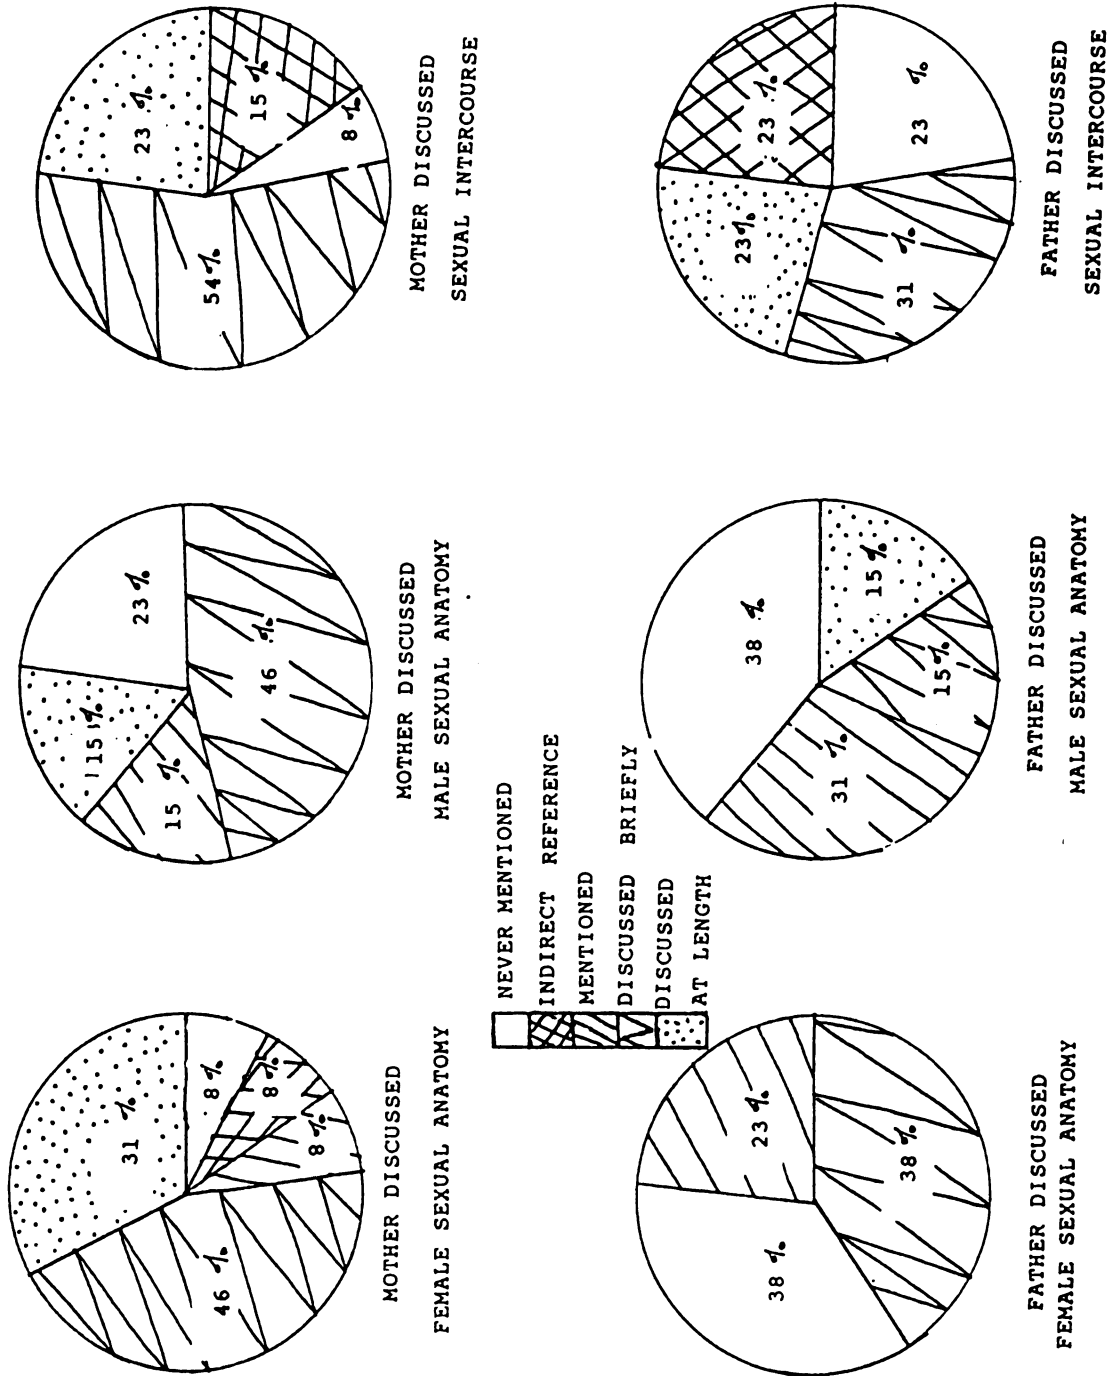 31 %
8 %
8 %
8 %
46 %
MOTHER DISCUSSED
FEMALE SEXUAL ANATOMY
15 %
23 %
15 %
46 %
MOTHER DISCUSSED
MALE SEXUAL ANATOMY
23 %
15 %
8 %
54 %
MOTHER DISCUSSED
SEXUAL INTERCOURSE
NEVER MENTIONED
INDIRECT REFERENCE
MENTIONED
DISCUSSED BRIEFLY
DISCUSSED
AT LENGTH
23 %
38 %
38 %
FATHER DISCUSSED
FEMALE SEXUAL ANATOMY
38 %
31 %
15 %
15 %
FATHER DISCUSSED
MALE SEXUAL ANATOMY
23 %
23 %
31 %
23 %
FATHER DISCUSSED
SEXUAL INTERCOURSE